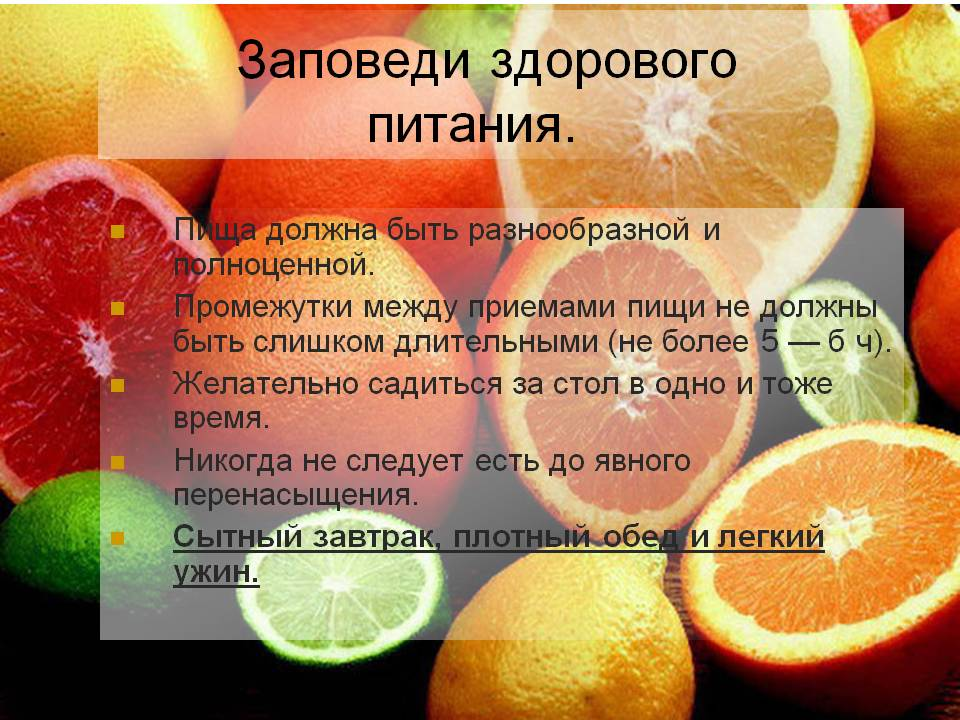 Заповеди здорового
питания.
Пища должна быть разнообразной и
полноценной.
Промежутки между приемами пищи не должны
быть слишком длительными (не более 5 — б ч).
Желательно садиться за стол в одно и тоже
время.
Никогда не следует есть до явного
перенасыщения.
Сытный завтрак, плотный обед и легкий
ужин.